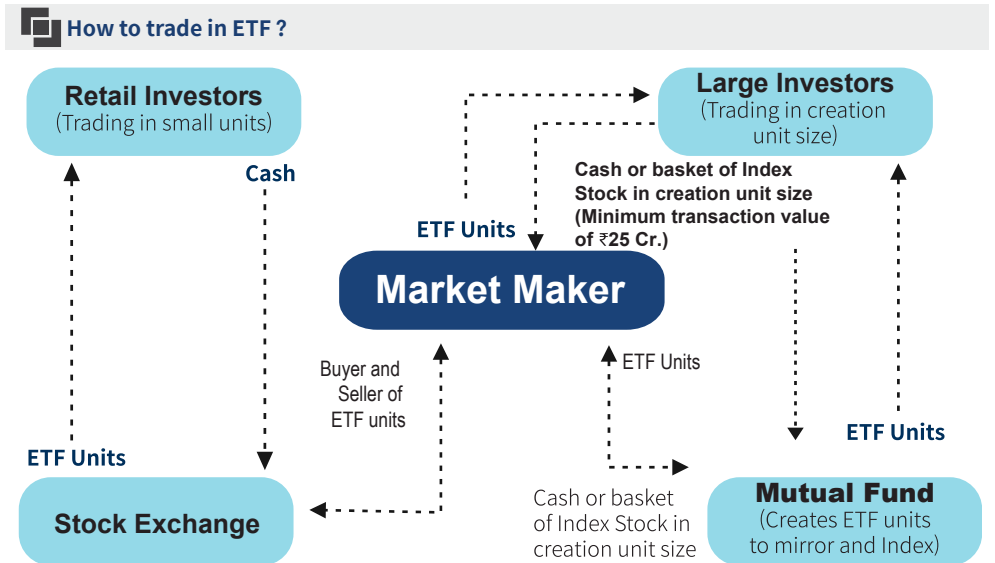 How to trade in ETF ?
Retail Investors
(Trading in small units)
Large Investors
(Trading in creation
unit size)
Cash
Cash or basket of Index
Stock in creation unit size
(Minimum transaction value
of ₹25 Cr.)
ETF Units
Market Maker
Buyer and
Seller of
ETF units
ETF Units
ETF Units
ETF Units
Stock Exchange
Cash or basket
of Index Stock in
creation unit size
Mutual Fund
(Creates ETF units
to mirror and Index)